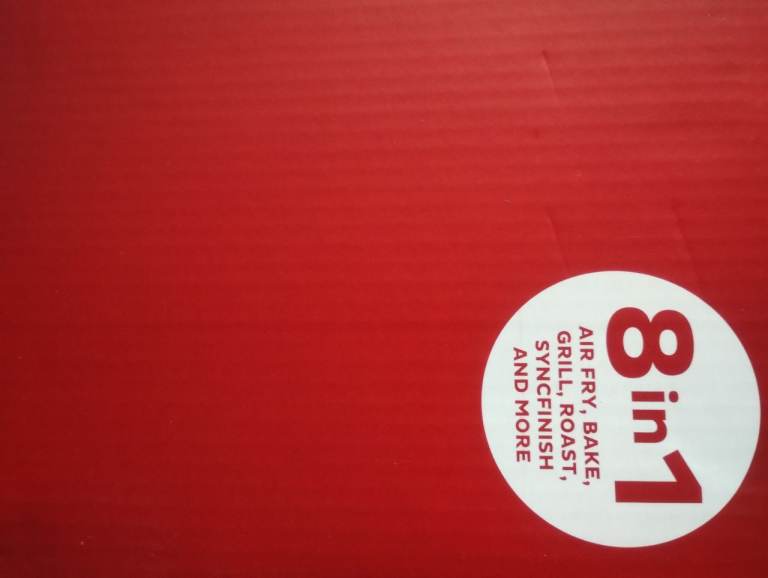 8 in 1
AIR FRY, BAKE,
GRILL, ROAST,
SYNCFINISH
AND MORE